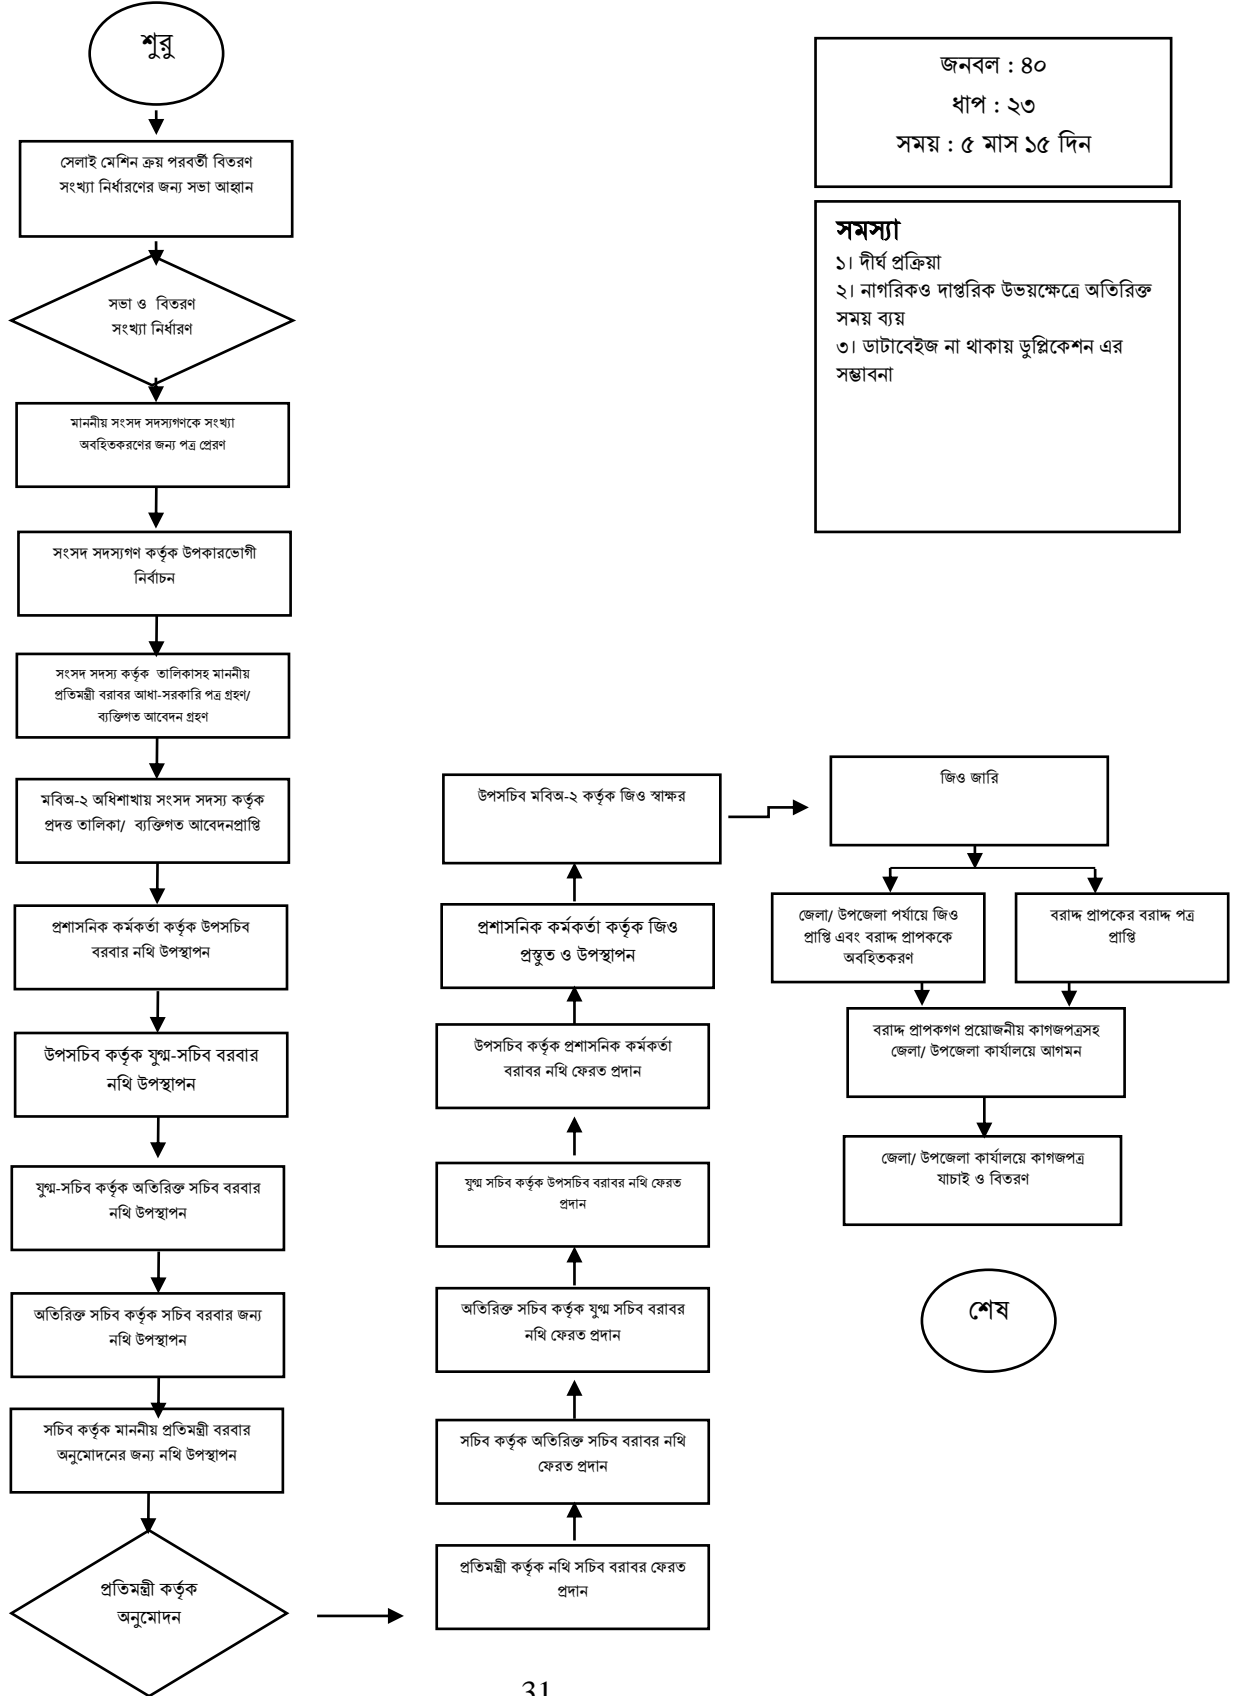 শুরু
সেলাই মেশিন ক্রয় পরবর্তী বিতরণ
সংখ্যা নির্ধারণের জন্য সভা আহ্বান
সভা ও বিতরণ
সংখ্যা নির্ধারণ
মাননীয় সংসদ সদস্যগণকে সংখ্যা
অবহিতকরণের জন্য পত্র প্রেরণ
সংসদ সদস্যগণ কর্তৃক উপকারভোগী
নির্বাচন
সংসদ সদস্য কর্তৃক তালিকাসহ মাননীয়
প্রতিমন্ত্রী বরাবর আধা-সরকারি পত্র গ্রহণ/
ব্যক্তিগত আবেদন গ্রহণ
মবিঅ-২ অধিশাখায় সংসদ সদস্য কর্তৃক
প্রদত্ত তালিকা/ ব্যক্তিগত আবেদনপ্রাপ্তি
প্রশাসনিক কর্মকর্তা কর্তৃক উপসচিব
বরবার নথি উপস্থাপন
উপসচিব কর্তৃক যুগ্ম-সচিব বরবার
নথি উপস্থাপন
যুগ্ম-সচিব কর্তৃক অতিরিক্ত সচিব বরবার
নথি উপস্থাপন
অতিরিক্ত সচিব কর্তৃক সচিব বরবার জন্য
নথি উপস্থাপন
সচিব কর্তৃক মাননীয় প্রতিমন্ত্রী বরবার
অনুমোদনের জন্য নথি উপস্থাপন
প্রতিমন্ত্রী কর্তৃক
অনুমোদন
প্রতিমন্ত্রী কর্তৃক নথি সচিব বরাবর ফেরত
প্রদান
সচিব কর্তৃক অতিরিক্ত সচিব বরাবর নথি
ফেরত প্রদান
অতিরিক্ত সচিব কর্তৃক যুগ্ম সচিব বরাবর
নথি ফেরত প্রদান
যুগ্ম সচিব কর্তৃক উপসচিব বরাবর নথি ফেরত
প্রদান
উপসচিব কর্তৃক প্রশাসনিক কর্মকর্তা
বরাবর নথি ফেরত প্রদান
প্রশাসনিক কর্মকর্তা কর্তৃক জিও
প্রস্তুত ও উপস্থাপন
উপসচিব মবিঅ-২ কর্তৃক জিও স্বাক্ষর
জিও জারি
জেলা/ উপজেলা পর্যায়ে জিও
প্রাপ্তি এবং বরাদ্দ প্রাপককে
অবহিতকরণ
বরাদ্দ প্রাপকের বরাদ্দ পত্র
প্রাপ্তি
বরাদ্দ প্রাপকগণ প্রয়োজনীয় কাগজপত্রসহ
জেলা/ উপজেলা কার্যালয়ে আগমন
জেলা/ উপজেলা কার্যালয়ে কাগজপত্র
যাচাই ও বিতরণ
শেষ
জনবল : ৪০
ধাপ : ২৩
সময় : ৫ মাস ১৫ দিন
সমস্যা
১। দীর্ঘ প্রক্রিয়া
২। নাগরিকও দাপ্তরিক উভয়ক্ষেত্রে অতিরিক্ত
সময় ব্যয়
৩। ডাটাবেইজ না থাকায় ডুপ্লিকেশন এর
সম্ভাবনা
31